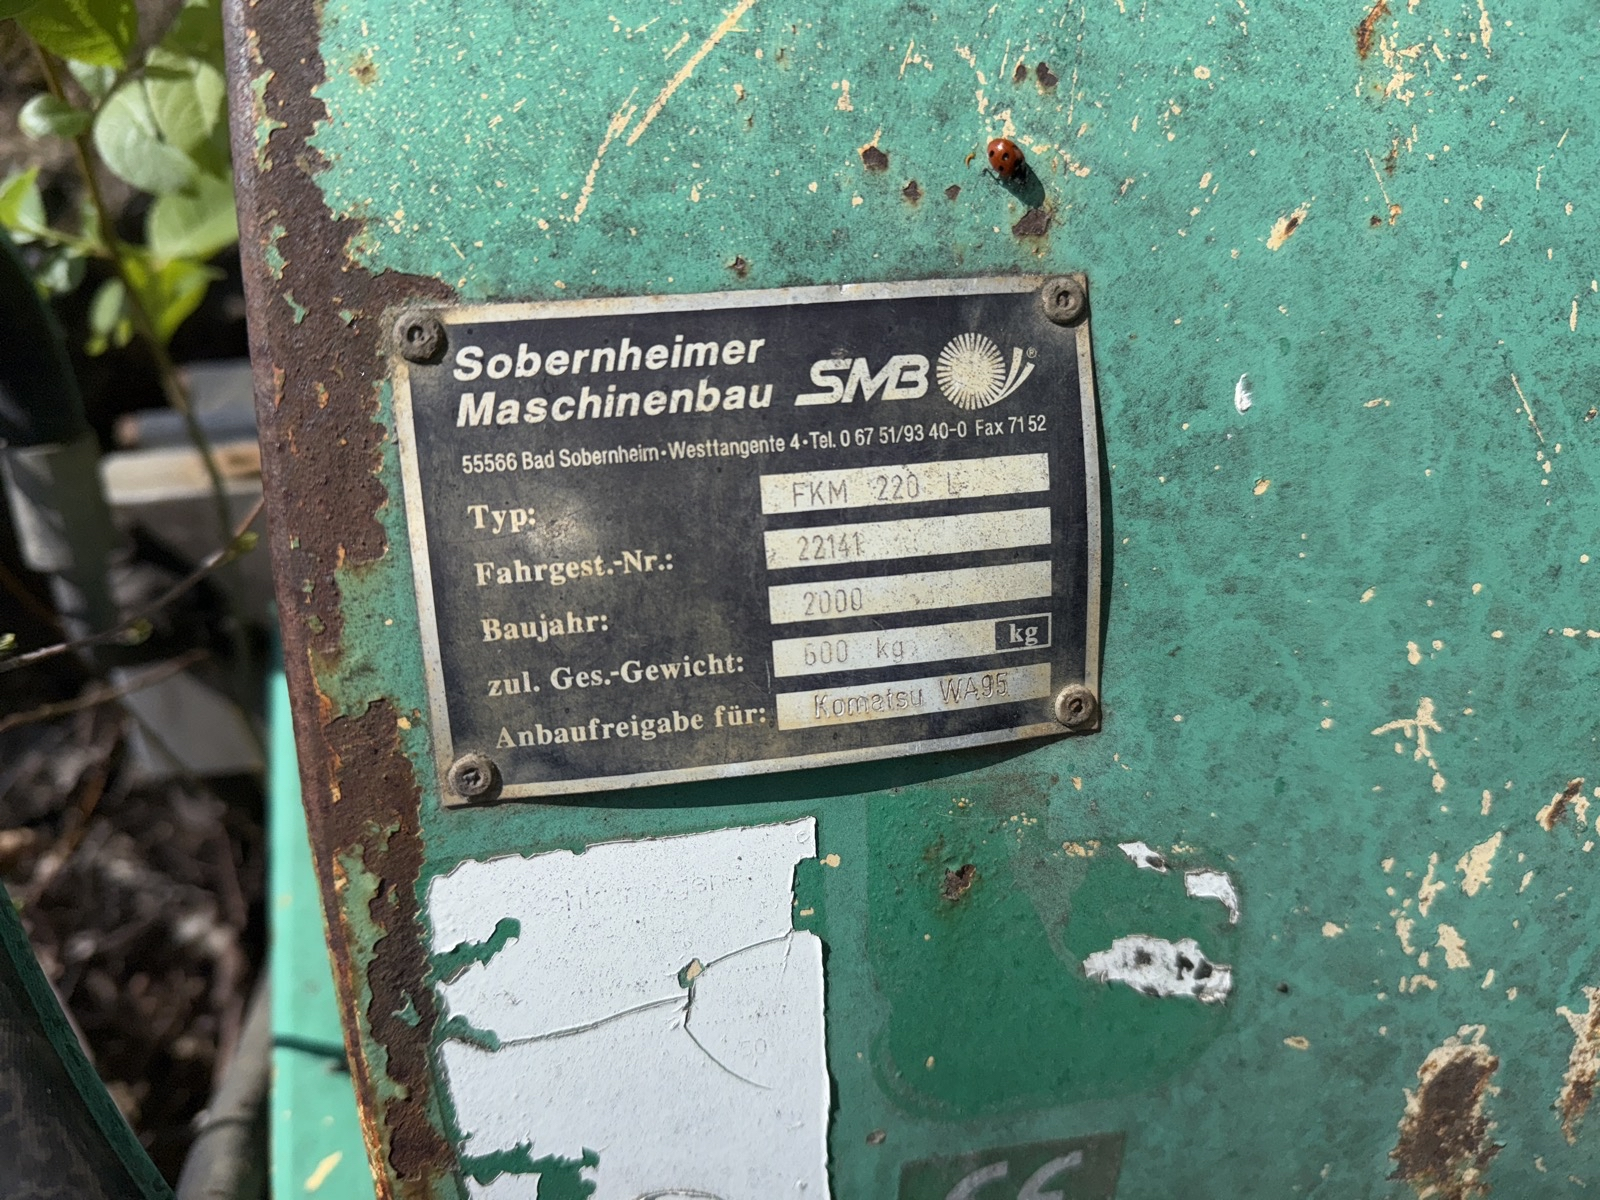 Sobernheimer
Maschinenbau SMB ®
55566 Bad Sobernheim • Westtangente 4 • Tel. 0 67 51/93 40-0 Fax 71 52
Typ: FKM 220 L
Fahrgest.-Nr.: 22141
Baujahr: 2000
zul. Ges.-Gewicht: 600 kg kg
Anbaufreigabe für: Komatsu WA95
CE